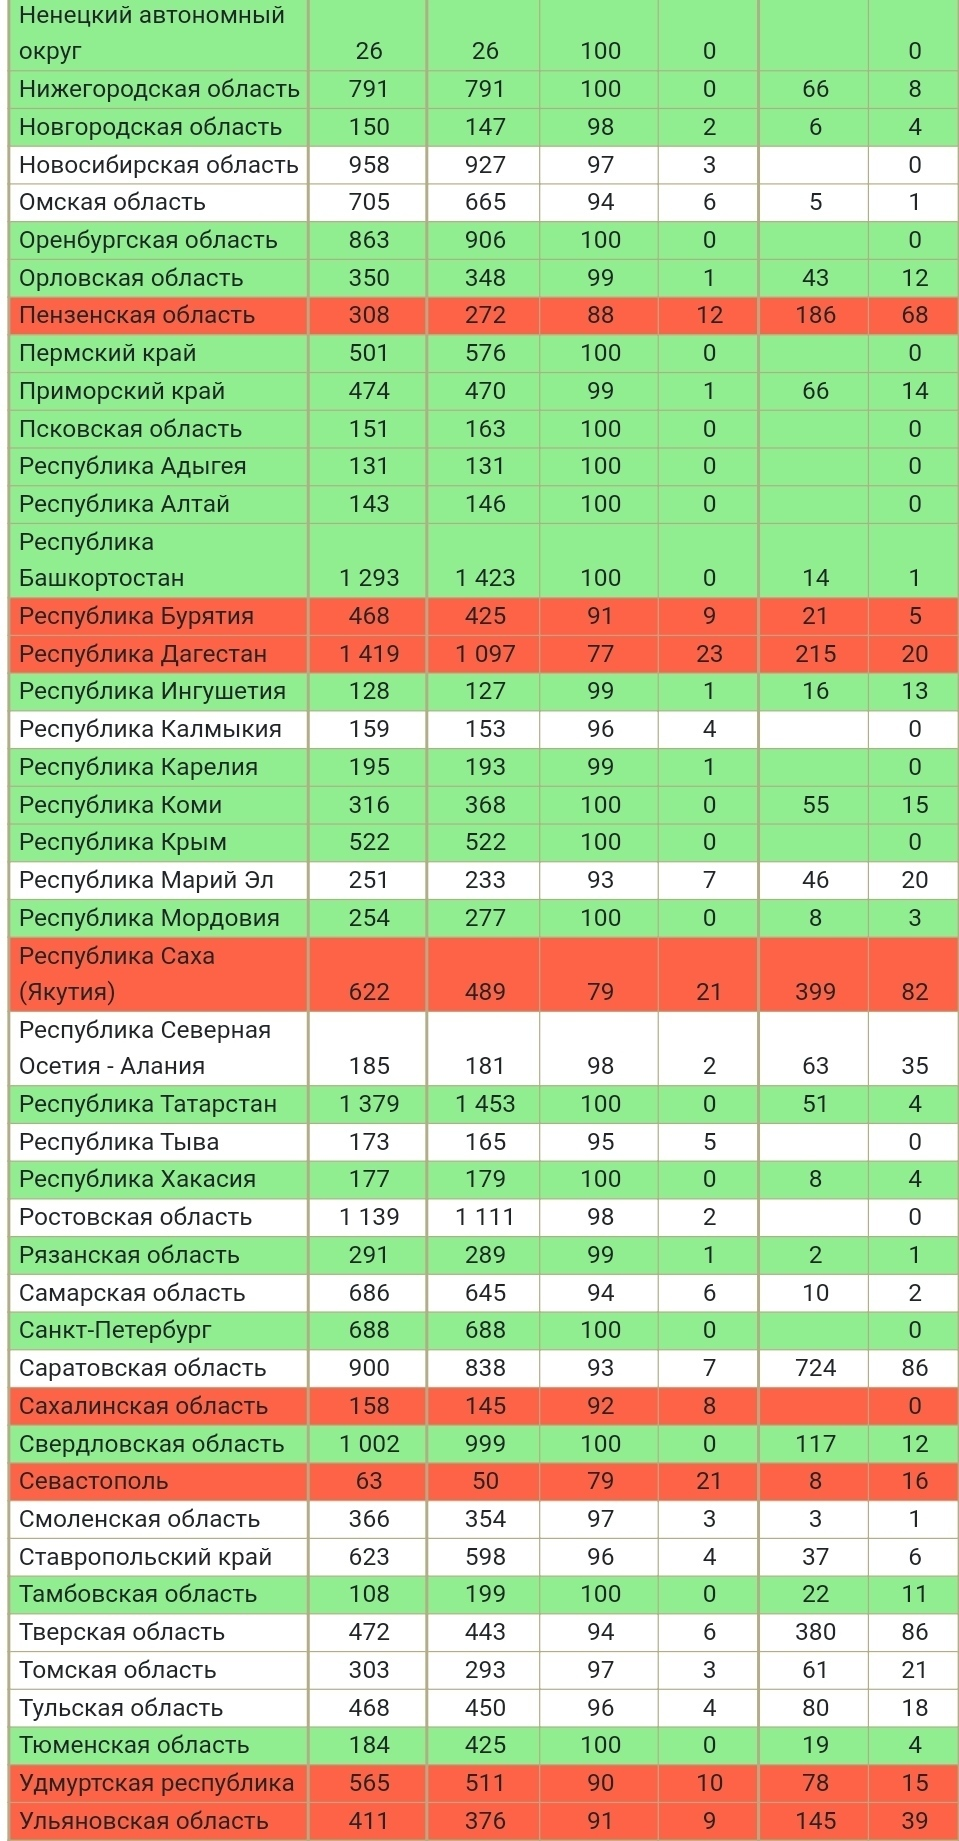 Ненецкий автономный
округ 26 26 100 0 0
Нижегородская область 791 791 100 0 66 8
Новгородская область 150 147 98 2 6 4
Новосибирская область 958 927 97 3 0
Омская область 705 665 94 6 5 1
Оренбургская область 863 906 100 0 0
Орловская область 350 348 99 1 43 12
Пензенская область 308 272 88 12 186 68
Пермский край 501 576 100 0 0
Приморский край 474 470 99 1 66 14
Псковская область 151 163 100 0 0
Республика Адыгея 131 131 100 0 0
Республика Алтай 143 146 100 0 0
Республика
Башкортостан 1 293 1 423 100 0 14 1
Республика Бурятия 468 425 91 9 21 5
Республика Дагестан 1 419 1 097 77 23 215 20
Республика Ингушетия 128 127 99 1 16 13
Республика Калмыкия 159 153 96 4 0
Республика Карелия 195 193 99 1 0
Республика Коми 316 368 100 0 55 15
Республика Крым 522 522 100 0 0
Республика Марий Эл 251 233 93 7 46 20
Республика Мордовия 254 277 100 0 8 3
Республика Саха
(Якутия) 622 489 79 21 399 82
Республика Северная
Осетия - Алания 185 181 98 2 63 35
Республика Татарстан 1 379 1 453 100 0 51 4
Республика Тыва 173 165 95 5 0
Республика Хакасия 177 179 100 0 8 4
Ростовская область 1 139 1 111 98 2 0
Рязанская область 291 289 99 1 2 1
Самарская область 686 645 94 6 10 2
Санкт-Петербург 688 688 100 0 0
Саратовская область 900 838 93 7 724 86
Сахалинская область 158 145 92 8 0
Свердловская область 1 002 999 100 0 117 12
Севастополь 63 50 79 21 8 16
Смоленская область 366 354 97 3 3 1
Ставропольский край 623 598 96 4 37 6
Тамбовская область 108 199 100 0 22 11
Тверская область 472 443 94 6 380 86
Томская область 303 293 97 3 61 21
Тульская область 468 450 96 4 80 18
Тюменская область 184 425 100 0 19 4
Удмуртская республика 565 511 90 10 78 15
Ульяновская область 411 376 91 9 145 39